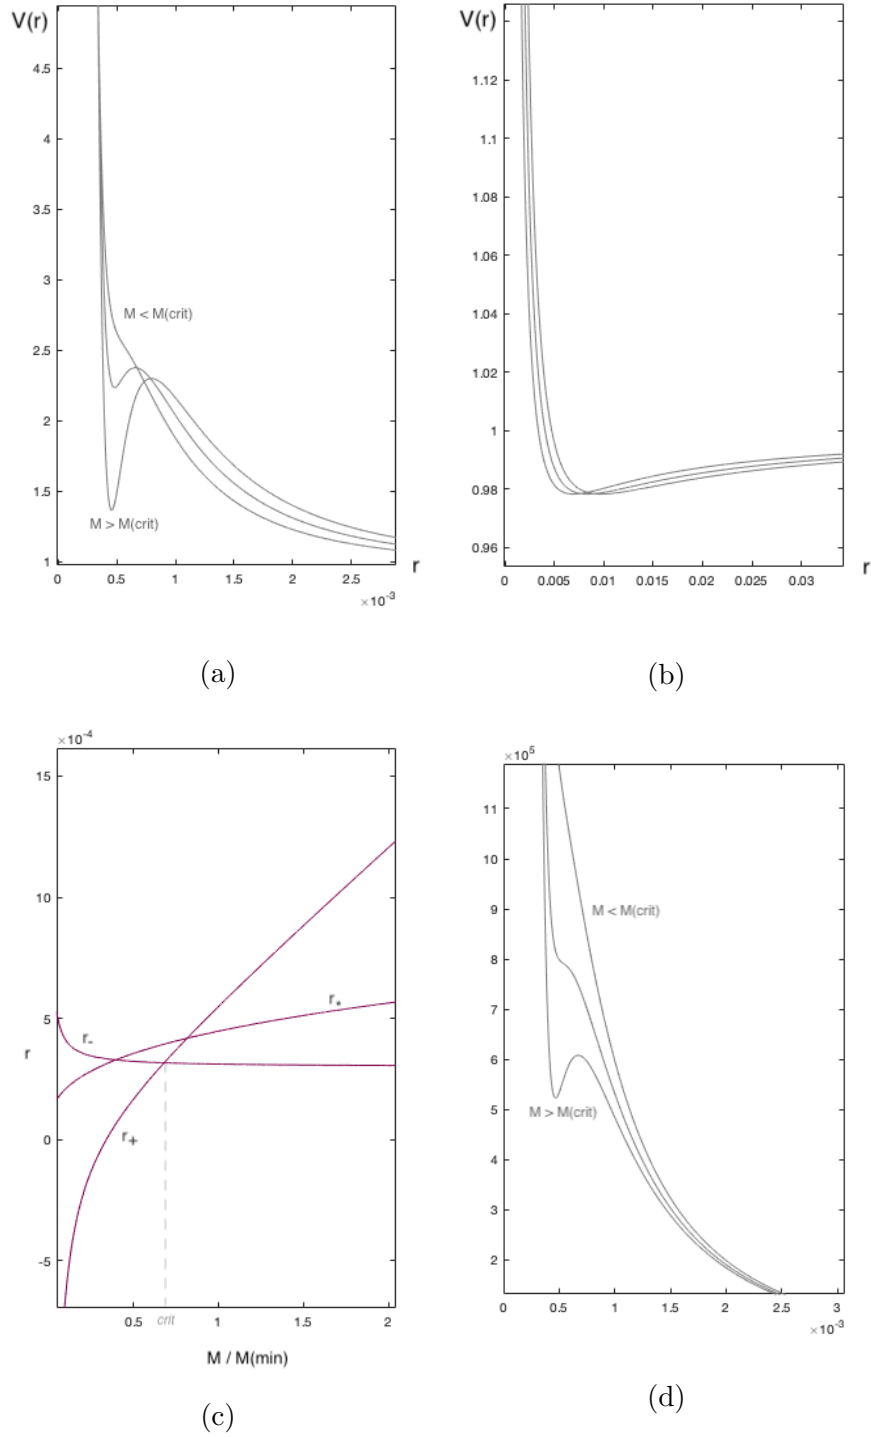 V(r)
4.5
4
3.5
3
2.5
2
1.5
1
M < M(crit)
M > M(crit)
0 0.5 1 1.5 2 2.5
r
×10⁻³
(a)
V(r)
1.12
1.1
1.08
1.06
1.04
1.02
1
0.98
0.96
0 0.005 0.01 0.015 0.02 0.025 0.03
r
(b)
×10⁻⁴
15
10
5
0
-5
r
r₋
r₊
r*
0.5 1 1.5 2
crit
M / M(min)
(c)
×10⁵
11
10
9
8
7
6
5
4
3
2
M < M(crit)
M > M(crit)
0 0.5 1 1.5 2 2.5 3
×10⁻³
(d)